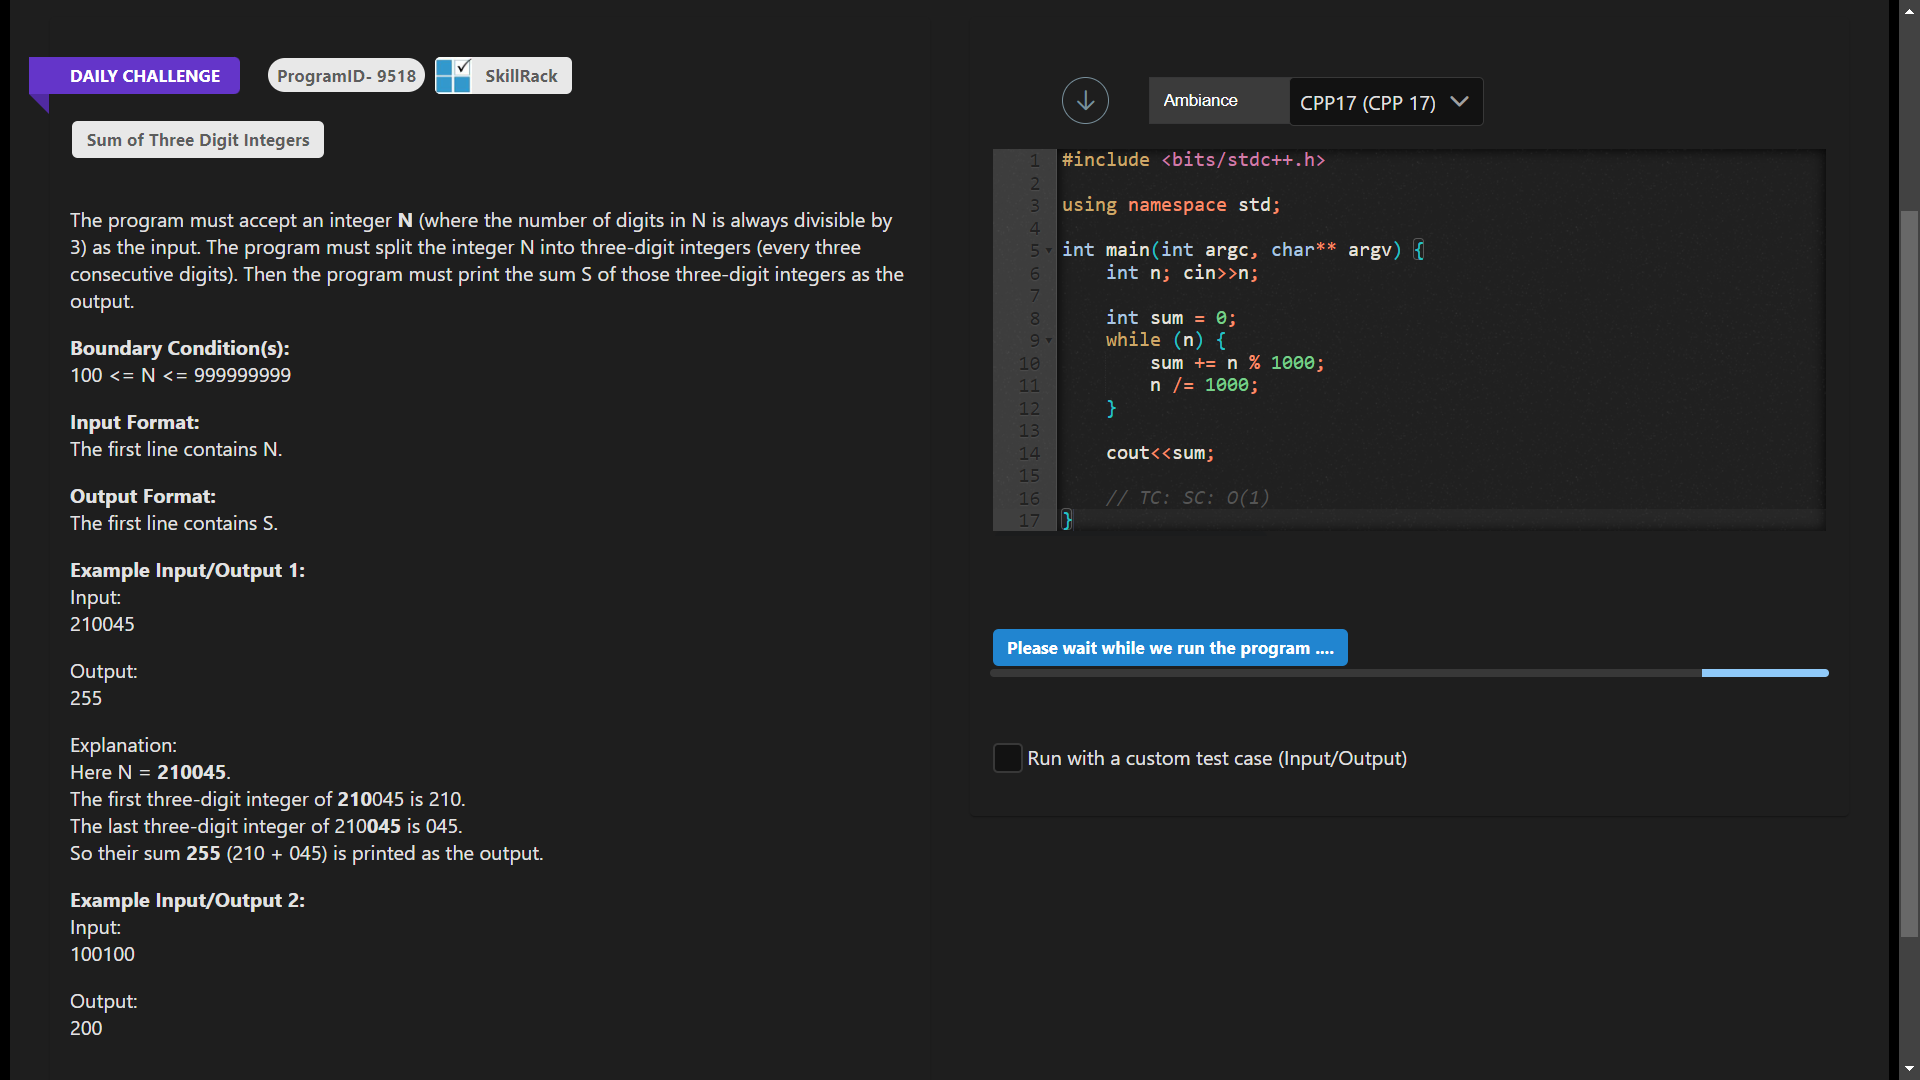 DAILY CHALLENGE
ProgramID- 9518
SkillRack
Sum of Three Digit Integers
The program must accept an integer N (where the number of digits in N is always divisible by
3) as the input. The program must split the integer N into three-digit integers (every three
consecutive digits). Then the program must print the sum S of those three-digit integers as the
output.
Boundary Condition(s):
100 <= N <= 999999999
Input Format:
The first line contains N.
Output Format:
The first line contains S.
Example Input/Output 1:
Input:
210045
Output:
255
Explanation:
Here N = 210045.
The first three-digit integer of 210045 is 210.
The last three-digit integer of 210045 is 045.
So their sum 255 (210 + 045) is printed as the output.
Example Input/Output 2:
Input:
100100
Output:
200
Ambiance
CPP17 (CPP 17)
1 #include <bits/stdc++.h>
2
3 using namespace std;
4
5 int main(int argc, char** argv) {
6     int n; cin>>n;
7
8     int sum = 0;
9     while (n) {
10         sum += n % 1000;
11         n /= 1000;
12     }
13
14     cout<<sum;
15
16     // TC: SC: O(1)
17 }
Please wait while we run the program ....
Run with a custom test case (Input/Output)